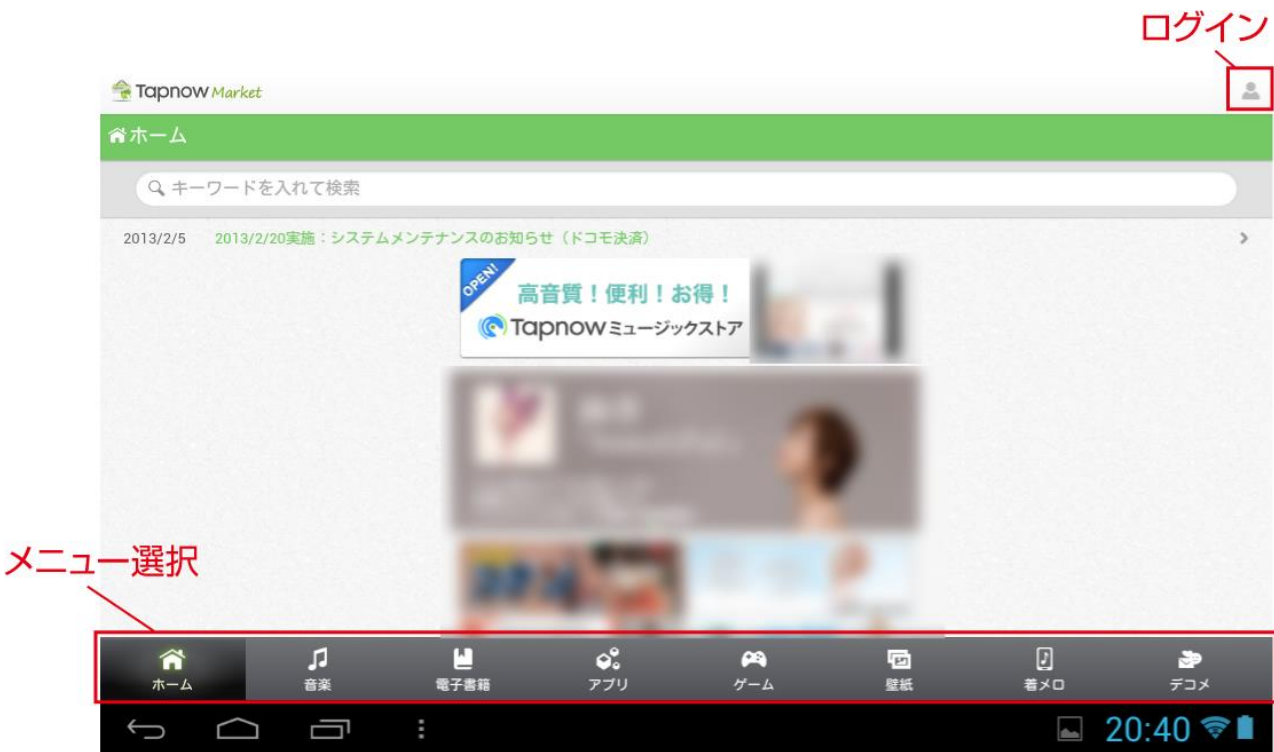 ログイン
Tapnow Market
ホーム
キーワードを入れて検索
2013/2/5 2013/2/20実施：システムメンテナンスのお知らせ（ドコモ決済）
OPEN!
高音質！便利！お得！
Tapnow ミュージックストア
メニュー選択
ホーム 音楽 電子書籍 アプリ ゲーム 壁紙 着メロ デコメ
20:40